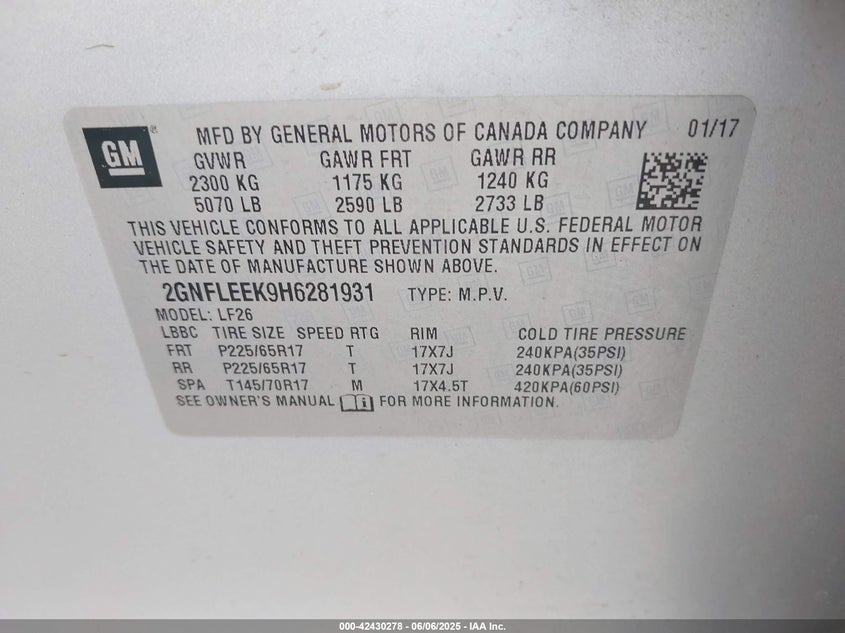 GM® MFD BY GENERAL MOTORS OF CANADA COMPANY 01/17
GVWR GAWR FRT GAWR RR
2300 KG 1175 KG 1240 KG
5070 LB 2590 LB 2733 LB
THIS VEHICLE CONFORMS TO ALL APPLICABLE U.S. FEDERAL MOTOR
VEHICLE SAFETY AND THEFT PREVENTION STANDARDS IN EFFECT ON
THE DATE OF MANUFACTURE SHOWN ABOVE.
2GNFLEEK9H6281931 TYPE: M.P.V.
MODEL: LF26
LBBC TIRE SIZE SPEED RTG RIM COLD TIRE PRESSURE
FRT P225/65R17 T 17X7J 240KPA(35PSI)
RR P225/65R17 T 17X7J 240KPA(35PSI)
SPA T145/70R17 M 17X4.5T 420KPA(60PSI)
SEE OWNER'S MANUAL FOR MORE INFORMATION.
000-42430278 - 06/06/2025 - IAA Inc.